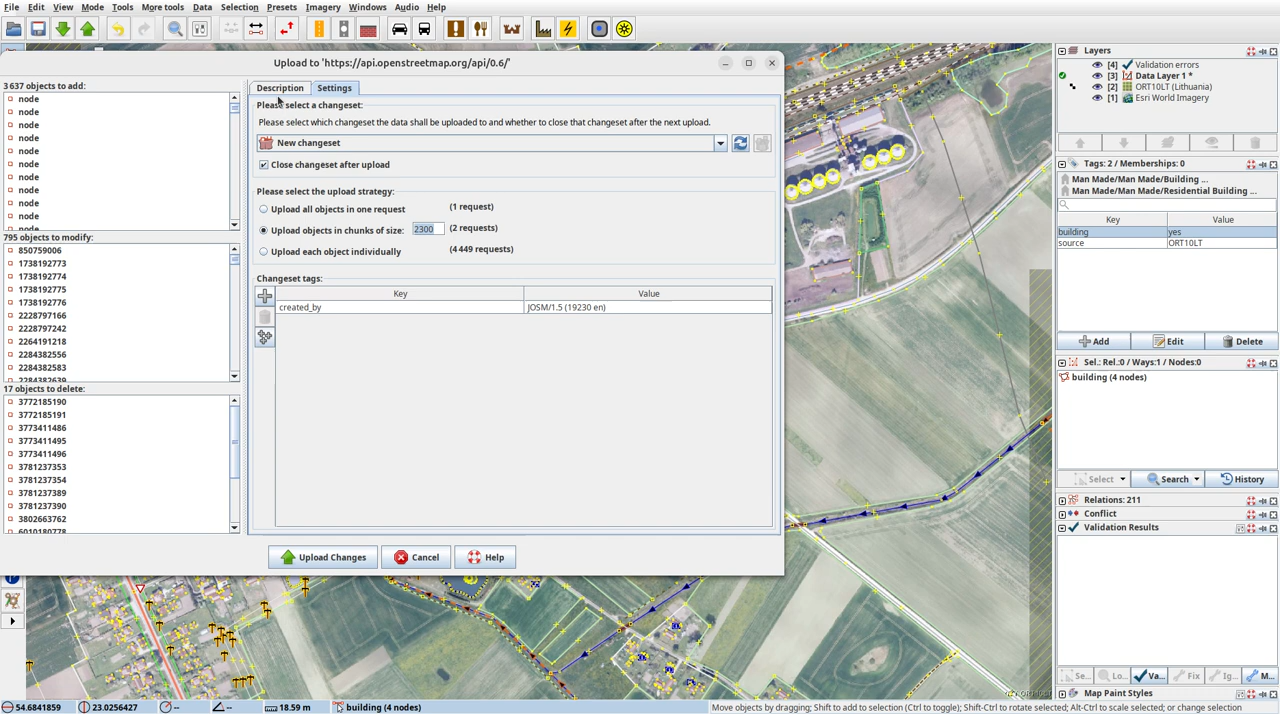 File Edit View Mode Tools More tools Data Selection Presets Imagery Windows Audio Help
Upload to 'https://api.openstreetmap.org/api/0.6/'
3 637 objects to add:
node
node
node
node
node
node
node
node
node
node
795 objects to modify:
850759006
1738192773
1738192774
1738192775
1738192776
2228797166
2228797242
2264191218
2284382556
2284382583
2284382639
17 objects to delete:
3772185190
3772185191
3773411486
3773411495
3773411496
3781237353
3781237354
3781237389
3781237390
3802663762
6010180778
Description Settings
Please select a changeset:
Please select which changeset the data shall be uploaded to and whether to close that changeset after the next upload.
New changeset
Close changeset after upload
Please select the upload strategy:
Upload all objects in one request (1 request)
Upload objects in chunks of size: 2300 (2 requests)
Upload each object individually (4 449 requests)
Changeset tags:
Key Value
created_by JOSM/1.5 (19230 en)
Upload Changes Cancel Help
Layers
[4] Validation errors
[3] Data Layer 1 *
[2] ORT10LT (Lithuania)
[1] Esri World Imagery
Tags: 2 / Memberships: 0
Man Made/Man Made/Building ...
Man Made/Man Made/Residential Building ...
Key Value
building yes
source ORT10LT
Add Edit Delete
Sel.: Rel.:0 / Ways:1 / Nodes:0
building (4 nodes)
Select Search History
Relations: 211
Conflict
Validation Results
Se... Lo... Va... Fix Ig... M...
Map Paint Styles
54.6841859 23.0256427 -- -- 18.59 m building (4 nodes) Move objects by dragging; Shift to add to selection (Ctrl to toggle); Shift-Ctrl to rotate selected; Alt-Ctrl to scale selected; or change selection